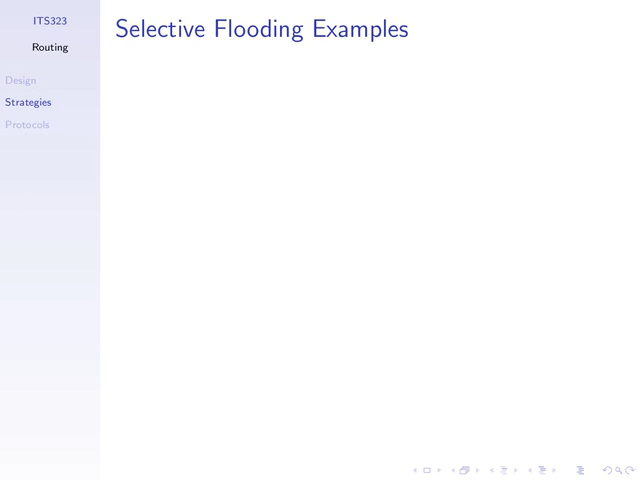 ITS323
Routing
Design
Strategies
Protocols
Selective Flooding Examples